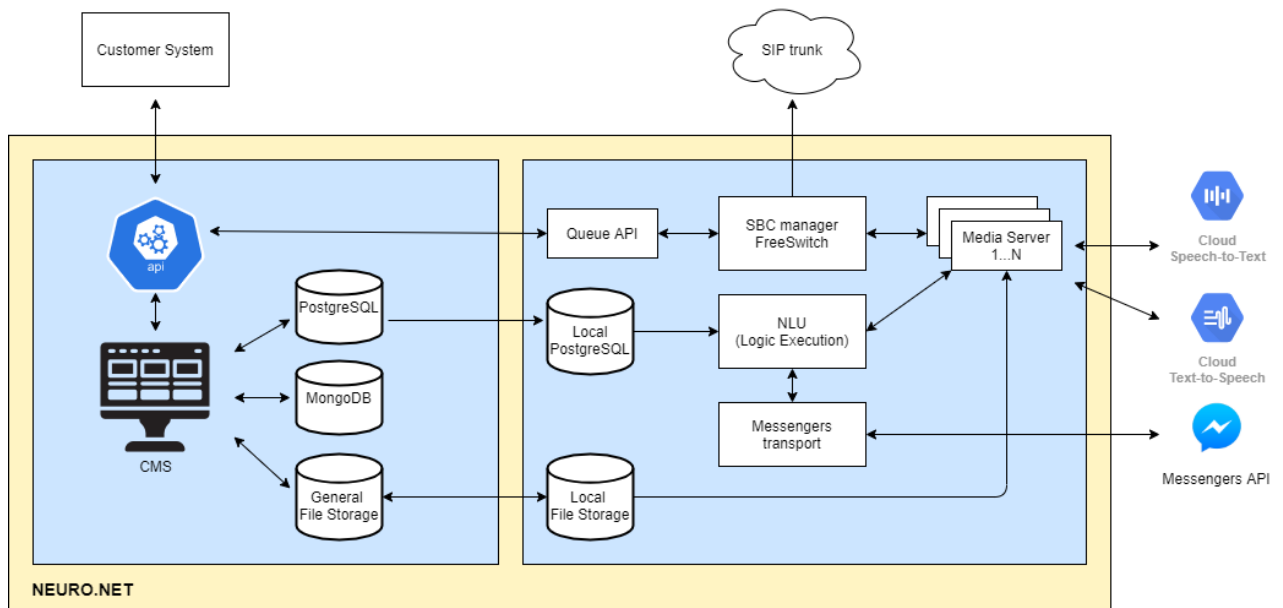 Customer System
SIP trunk
api
Queue API
SBC manager
FreeSwitch
Media Server
1...N
Cloud
Speech-to-Text
PostgreSQL
Local
PostgreSQL
NLU
(Logic Execution)
Cloud
Text-to-Speech
MongoDB
Messengers
transport
CMS
Messengers API
General
File Storage
Local
File Storage
NEURO.NET